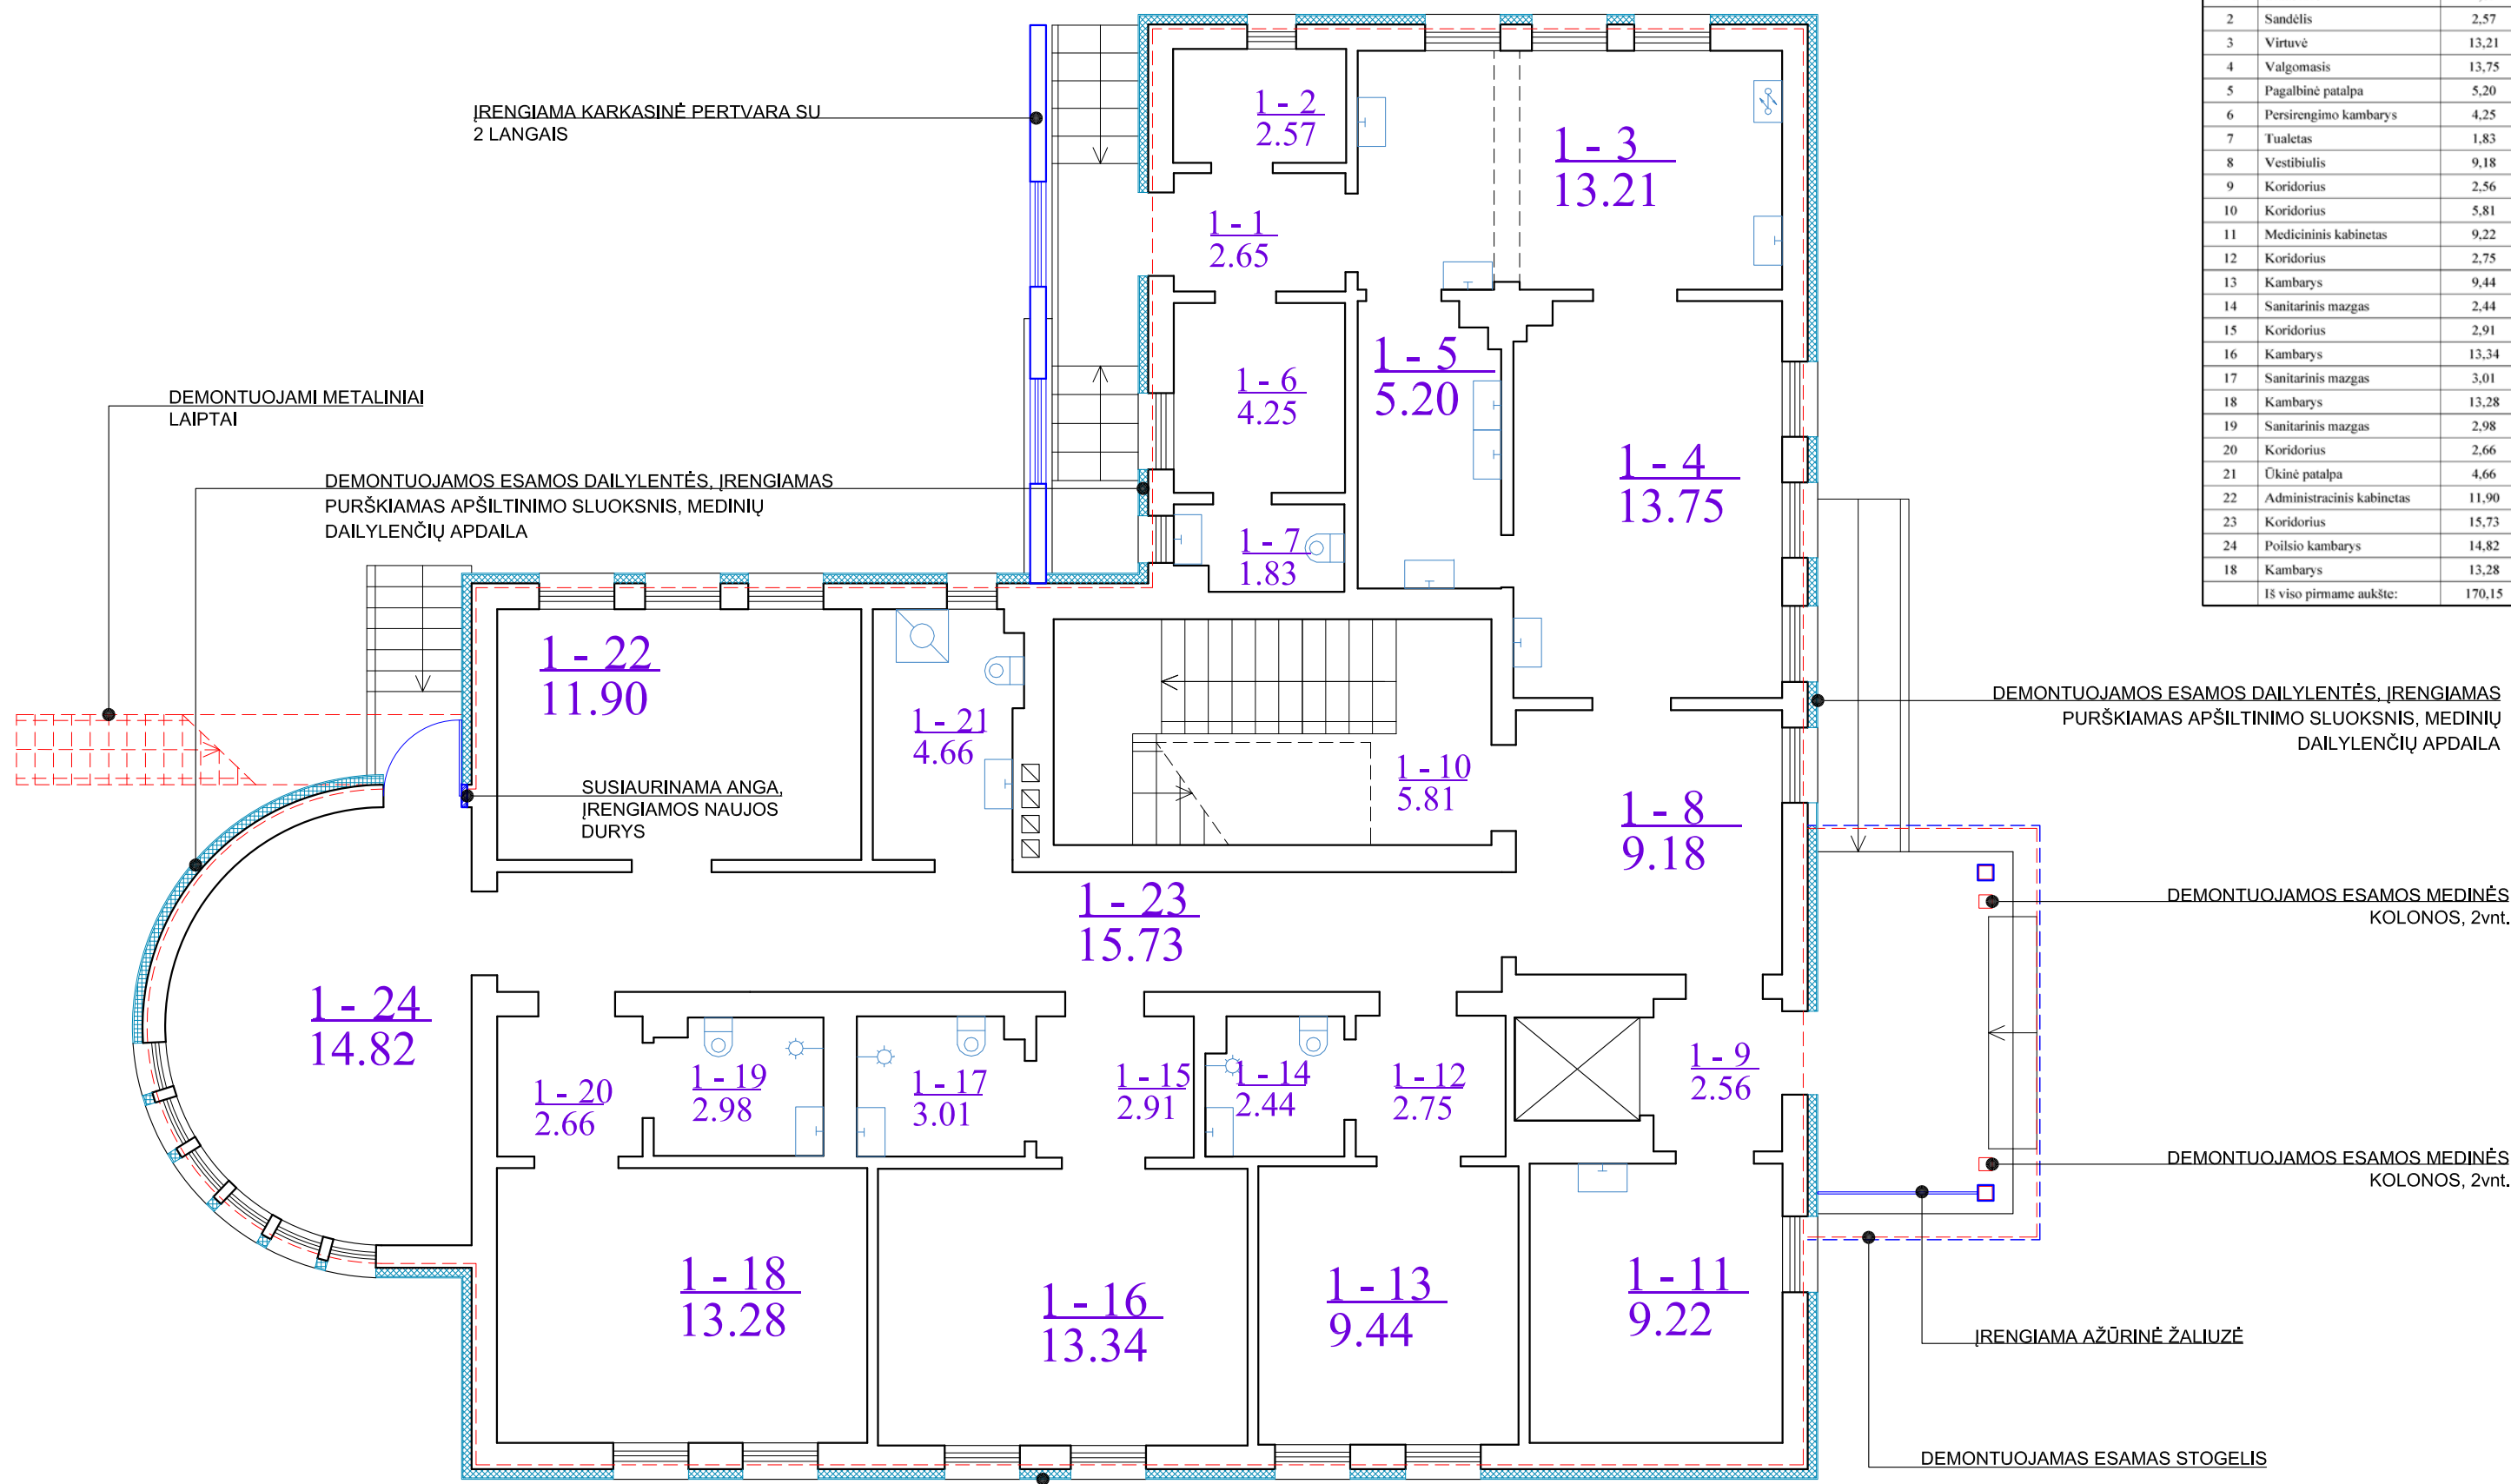 2 Sandėlis 2,57
3 Virtuvė 13,21
4 Valgomasis 13,75
5 Pagalbinė patalpa 5,20
6 Persirengimo kambarys 4,25
7 Tualetas 1,83
8 Vestibiulis 9,18
9 Koridorius 2,56
10 Koridorius 5,81
11 Medicininis kabinetas 9,22
12 Koridorius 2,75
13 Kambarys 9,44
14 Sanitarinis mazgas 2,44
15 Koridorius 2,91
16 Kambarys 13,34
17 Sanitarinis mazgas 3,01
18 Kambarys 13,28
19 Sanitarinis mazgas 2,98
20 Koridorius 2,66
21 Ūkinė patalpa 4,66
22 Administracinis kabinetas 11,90
23 Koridorius 15,73
24 Poilsio kambarys 14,82
18 Kambarys 13,28
Iš viso pirmame aukšte: 170,15
ĮRENGIAMA KARKASINĖ PERTVARA SU
2 LANGAIS
1 - 2
2.57
1 - 3
13.21
1 - 1
2.65
1 - 5
5.20
1 - 6
4.25
DEMONTUOJAMI METALINIAI
LAIPTAI
1 - 4
13.75
DEMONTUOJAMOS ESAMOS DAILYLENTĖS, ĮRENGIAMAS
PURŠKIAMAS APŠILTINIMO SLUOKSNIS, MEDINIŲ
DAILYLENČIŲ APDAILA
1 - 7
1.83
1 - 22
11.90
1 - 21
4.66
DEMONTUOJAMOS ESAMOS DAILYLENTĖS, ĮRENGIAMAS
PURŠKIAMAS APŠILTINIMO SLUOKSNIS, MEDINIŲ
DAILYLENČIŲ APDAILA
1 - 10
5.81
SUSIAURINAMA ANGA,
ĮRENGIAMOS NAUJOS
DURYS
1 - 8
9.18
1 - 23
15.73
DEMONTUOJAMOS ESAMOS MEDINĖS
KOLONOS, 2vnt.
1 - 24
14.82
1 - 20
2.66
1 - 19
2.98
1 - 17
3.01
1 - 15
2.91
1 - 14
2.44
1 - 12
2.75
1 - 9
2.56
DEMONTUOJAMOS ESAMOS MEDINĖS
KOLONOS, 2vnt.
1 - 18
13.28
1 - 16
13.34
1 - 13
9.44
1 - 11
9.22
ĮRENGIAMA AŽŪRINĖ ŽALIUZĖ
DEMONTUOJAMAS ESAMAS STOGELIS